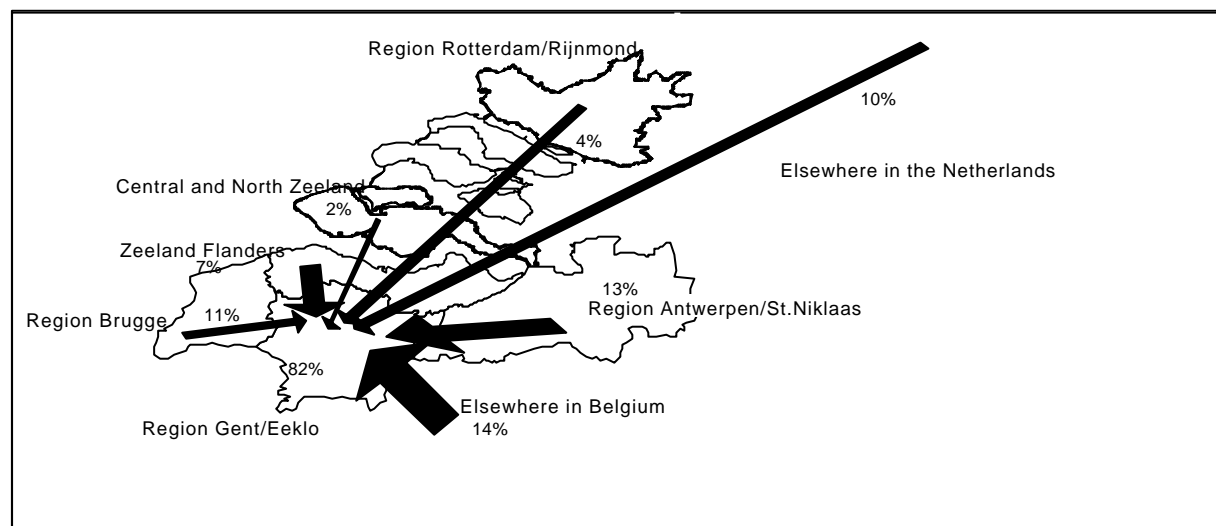 Region Rotterdam/Rijnmond
10%
4%
Elsewhere in the Netherlands
Central and North Zeeland
2%
Zeeland Flanders
7%
13%
Region Antwerpen/St.Niklaas
11%
Region Brugge
82%
Elsewhere in Belgium
14%
Region Gent/Eeklo